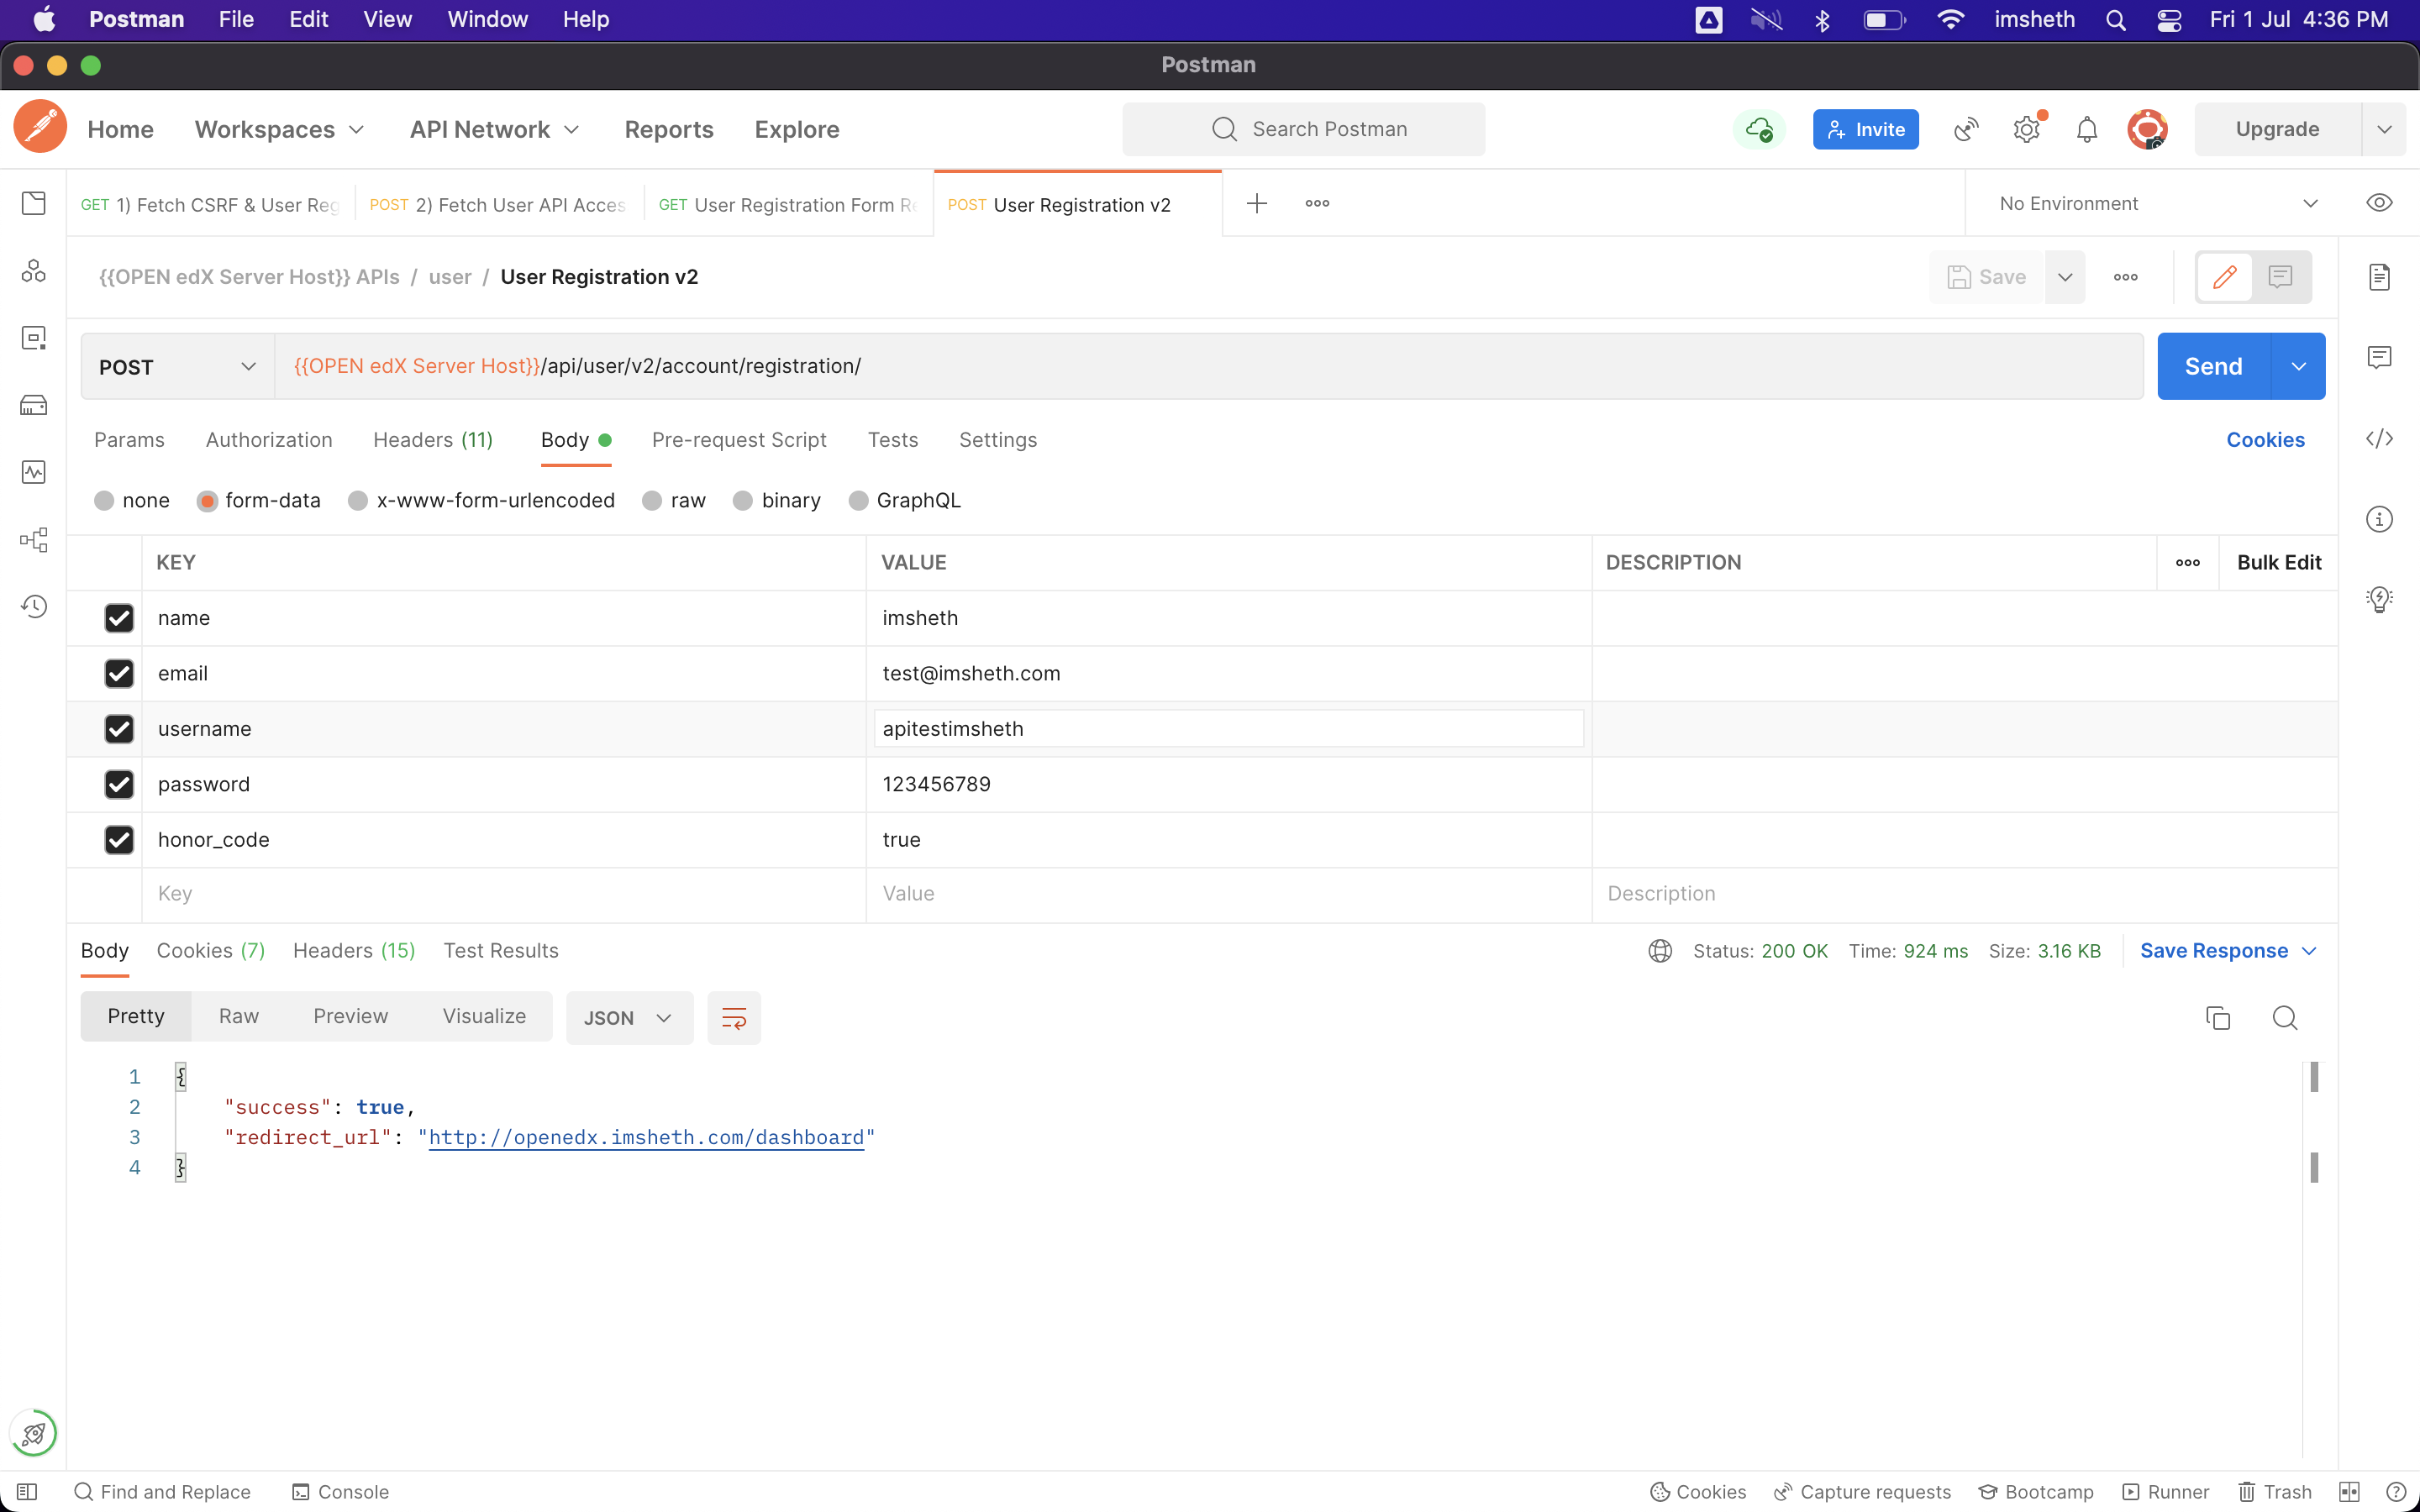 Postman File Edit View Window Help imsheth Fri 1 Jul 4:36 PM
Postman
Home Workspaces API Network Reports Explore Search Postman Invite Upgrade
GET 1) Fetch CSRF & User Reg POST 2) Fetch User API Acces GET User Registration Form Re POST User Registration v2 No Environment
{{OPEN edX Server Host}} APIs / user / User Registration v2 Save
POST {{OPEN edX Server Host}}/api/user/v2/account/registration/ Send
Params Authorization Headers (11) Body Pre-request Script Tests Settings Cookies
none form-data x-www-form-urlencoded raw binary GraphQL
KEY VALUE DESCRIPTION Bulk Edit
name imsheth
email test@imsheth.com
username apitestimsheth
password 123456789
honor_code true
Key Value Description
Body Cookies (7) Headers (15) Test Results Status: 200 OK Time: 924 ms Size: 3.16 KB Save Response
Pretty Raw Preview Visualize JSON
1 {
2 "success": true,
3 "redirect_url": "http://openedx.imsheth.com/dashboard"
4 }
Find and Replace Console Cookies Capture requests Bootcamp Runner Trash